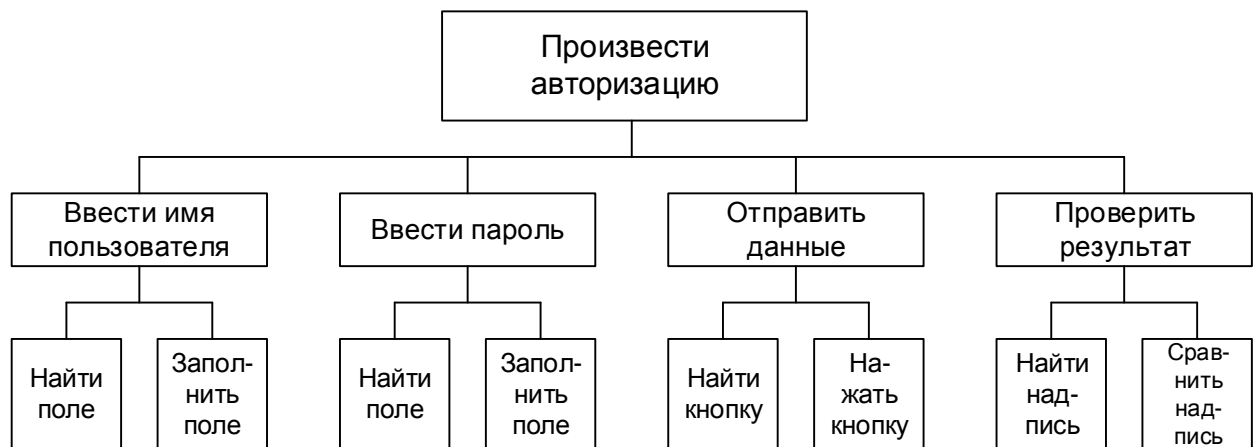 Произвести
авторизацию
Ввести имя
пользователя
Ввести пароль
Отправить
данные
Проверить
результат
Найти
поле
Запол-
нить
поле
Найти
поле
Запол-
нить
поле
Найти
кнопку
На-
жать
кнопку
Найти
над-
пись
Срав-
нить
над-
пись